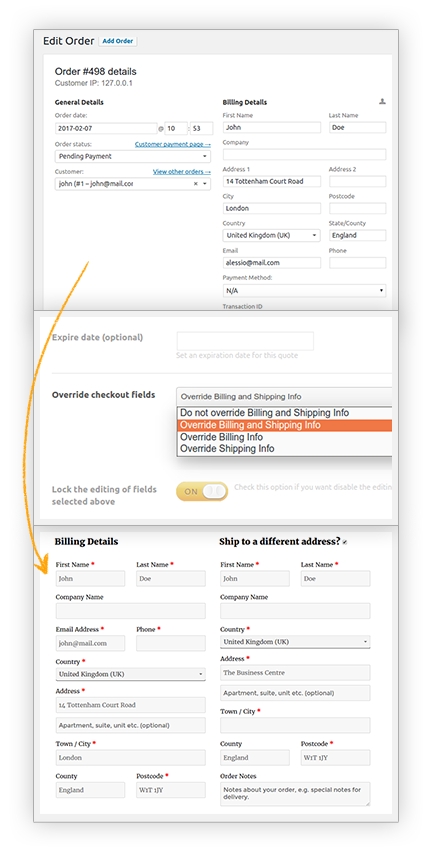 Edit Order Add Order
Order #498 details
Customer IP: 127.0.0.1
General Details
Order date:
2017-02-07 @ 10 : 53
Order status: Customer payment page →
Pending Payment
Customer: View other orders →
john (#1 – john@mail.cor ×
Billing Details
First Name Last Name
John Doe
Company
Address 1 Address 2
14 Tottenham Court Road
City Postcode
London
Country State/County
United Kingdom (UK) England
Email Phone
alessio@mail.com
Payment Method:
N/A
Transaction ID
Expire date (optional)
Set an expiration date for this quote
Override checkout fields
Override Billing and Shipping Info
Do not override Billing and Shipping Info
Override Billing and Shipping Info
Override Billing Info
Override Shipping Info
Lock the editing of fields
selected above
ON
Check this option if you want disable the editin
Billing Details
First Name * Last Name *
John Doe
Company Name
Email Address * Phone *
john@mail.com
Country *
United Kingdom (UK)
Address *
14 Tottenham Court Road
Apartment, suite, unit etc. (optional)
Town / City *
London
County Postcode *
England W1T 1JY
Ship to a different address?
First Name * Last Name *
John Doe
Company Name
Country *
United Kingdom (UK)
Address *
The Business Centre
Apartment, suite, unit etc. (optional)
Town / City *
County Postcode *
England W1T 1JY
Order Notes
Notes about your order, e.g. special notes for
delivery.